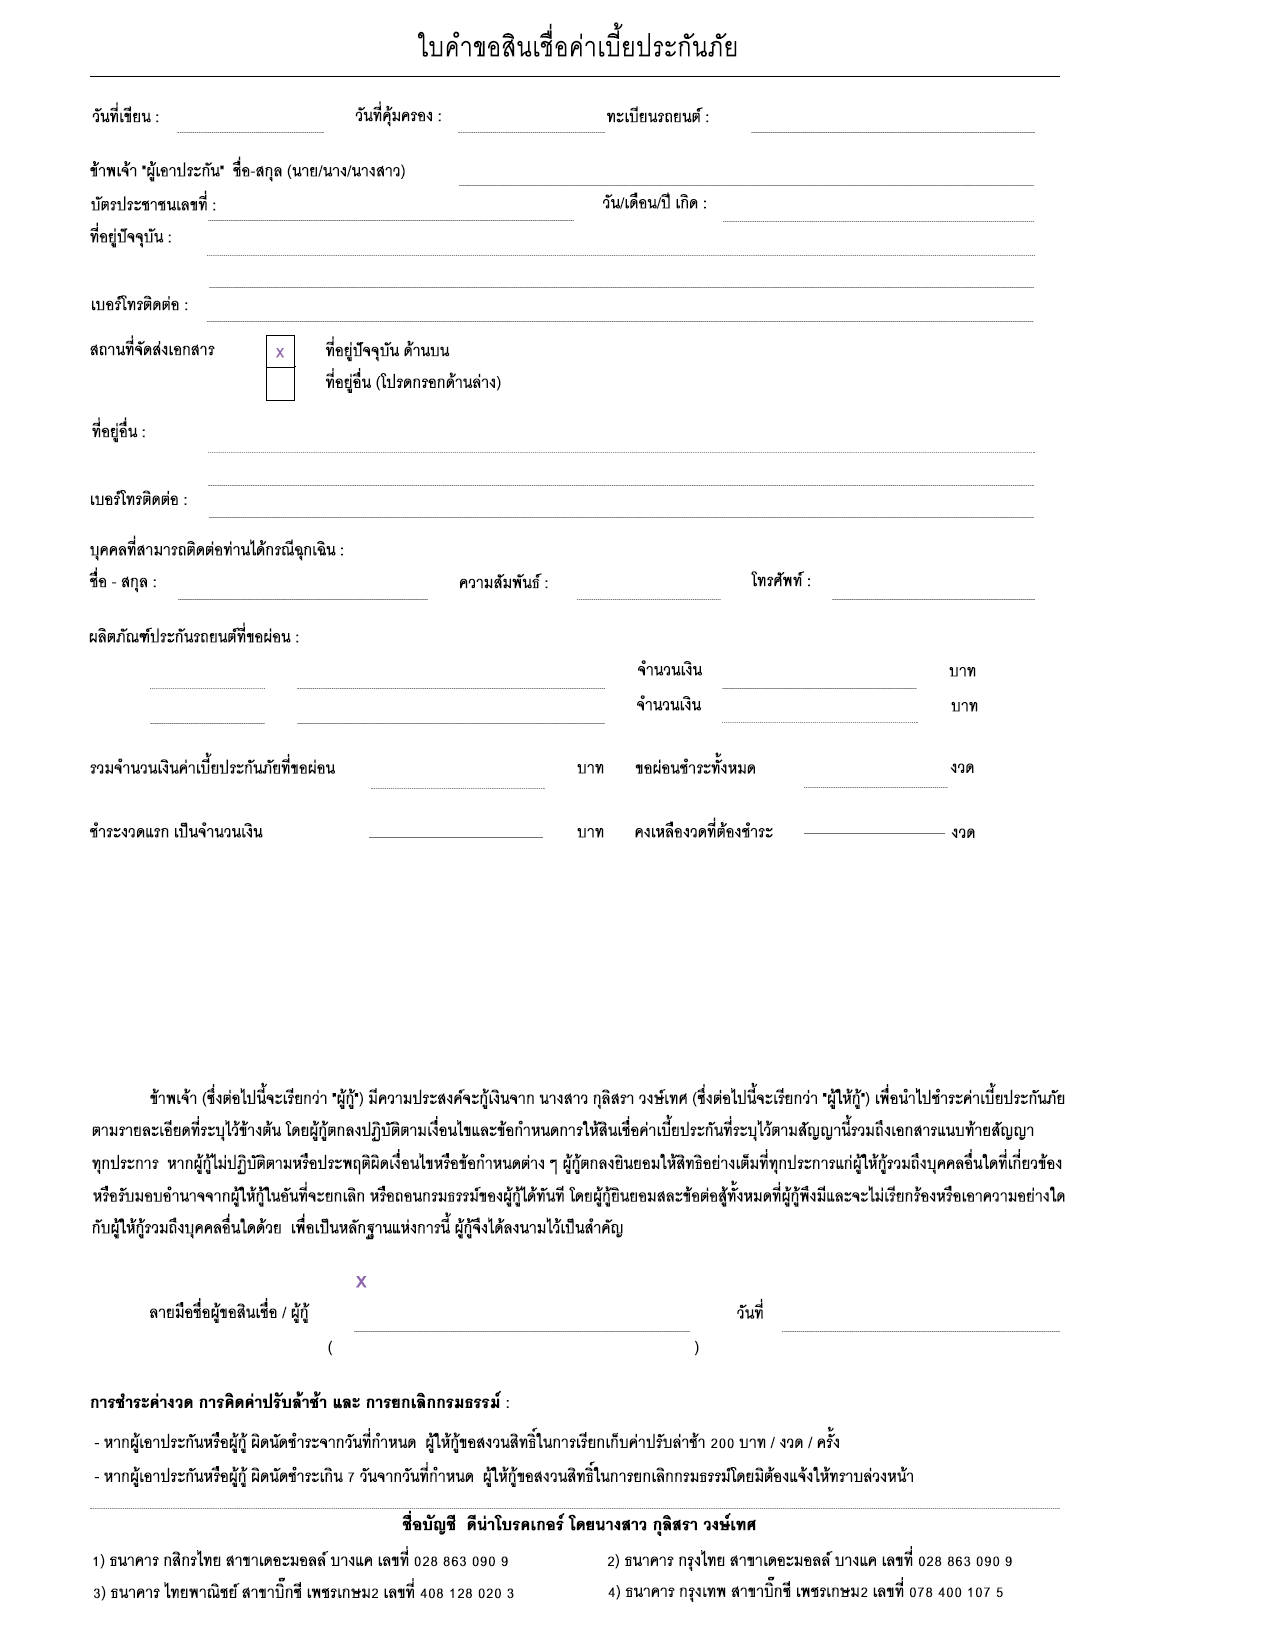 ใบคำขอสินเชื่อค่าเบี้ยประกันภัย
วันที่เขียน : วันที่คุ้มครอง : ทะเบียนรถยนต์ :
ข้าพเจ้า "ผู้เอาประกัน" ชื่อ-สกุล (นาย/นาง/นางสาว)
บัตรประชาชนเลขที่ : วัน/เดือน/ปี เกิด :
ที่อยู่ปัจจุบัน :
เบอร์โทรติดต่อ :
สถานที่จัดส่งเอกสาร x ที่อยู่ปัจจุบัน ด้านบน
ที่อยู่อื่น (โปรดกรอกด้านล่าง)
ที่อยู่อื่น :
เบอร์โทรติดต่อ :
บุคคลที่สามารถติดต่อท่านได้กรณีฉุกเฉิน :
ชื่อ - สกุล : ความสัมพันธ์ : โทรศัพท์ :
ผลิตภัณฑ์ประกันรถยนต์ที่ขอผ่อน :
จำนวนเงิน บาท
จำนวนเงิน บาท
รวมจำนวนเงินค่าเบี้ยประกันภัยที่ขอผ่อน บาท ขอผ่อนชำระทั้งหมด งวด
ชำระงวดแรก เป็นจำนวนเงิน บาท คงเหลืองวดที่ต้องชำระ งวด
ข้าพเจ้า (ซึ่งต่อไปนี้จะเรียกว่า "ผู้กู้") มีความประสงค์จะกู้เงินจาก นางสาว กุลิสรา วงษ์เทศ (ซึ่งต่อไปนี้จะเรียกว่า "ผู้ให้กู้") เพื่อนำไปชำระค่าเบี้ยประกันภัย
ตามรายละเอียดที่ระบุไว้ข้างต้น โดยผู้กู้ตกลงปฏิบัติตามเงื่อนไขและข้อกำหนดการให้สินเชื่อค่าเบี้ยประกันที่ระบุไว้ตามสัญญานี้รวมถึงเอกสารแนบท้ายสัญญา
ทุกประการ หากผู้กู้ไม่ปฏิบัติตามหรือประพฤติผิดเงื่อนไขหรือข้อกำหนดต่าง ๆ ผู้กู้ตกลงยินยอมให้สิทธิอย่างเต็มที่ทุกประการแก่ผู้ให้กู้รวมถึงบุคคลอื่นใดที่เกี่ยวข้อง
หรือรับมอบอำนาจจากผู้ให้กู้ในอันที่จะยกเลิก หรือถอนกรมธรรม์ของผู้กู้ได้ทันที โดยผู้กู้ยินยอมสละข้อต่อสู้ทั้งหมดที่ผู้กู้พึงมีและจะไม่เรียกร้องหรือเอาความอย่างใด
กับผู้ให้กู้รวมถึงบุคคลอื่นใดด้วย เพื่อเป็นหลักฐานแห่งการนี้ ผู้กู้จึงได้ลงนามไว้เป็นสำคัญ
x
ลายมือชื่อผู้ขอสินเชื่อ / ผู้กู้ วันที่
( )
การชำระค่างวด การคิดค่าปรับล้าช้า และ การยกเลิกกรมธรรม์ :
- หากผู้เอาประกันหรือผู้กู้ ผิดนัดชำระจากวันที่กำหนด ผู้ให้กู้ขอสงวนสิทธิ์ในการเรียกเก็บค่าปรับล่าช้า 200 บาท / งวด / ครั้ง
- หากผู้เอาประกันหรือผู้กู้ ผิดนัดชำระเกิน 7 วันจากวันที่กำหนด ผู้ให้กู้ขอสงวนสิทธิ์ในการยกเลิกกรมธรรม์โดยมิต้องแจ้งให้ทราบล่วงหน้า
ชื่อบัญชี ดีน่าโบรคเกอร์ โดยนางสาว กุลิสรา วงษ์เทศ
1) ธนาคาร กสิกรไทย สาขาเดอะมอลล์ บางแค เลขที่ 028 863 090 9 2) ธนาคาร กรุงไทย สาขาเดอะมอลล์ บางแค เลขที่ 028 863 090 9
3) ธนาคาร ไทยพาณิชย์ สาขาบิ๊กซี เพชรเกษม2 เลขที่ 408 128 020 3 4) ธนาคาร กรุงเทพ สาขาบิ๊กซี เพชรเกษม2 เลขที่ 078 400 107 5